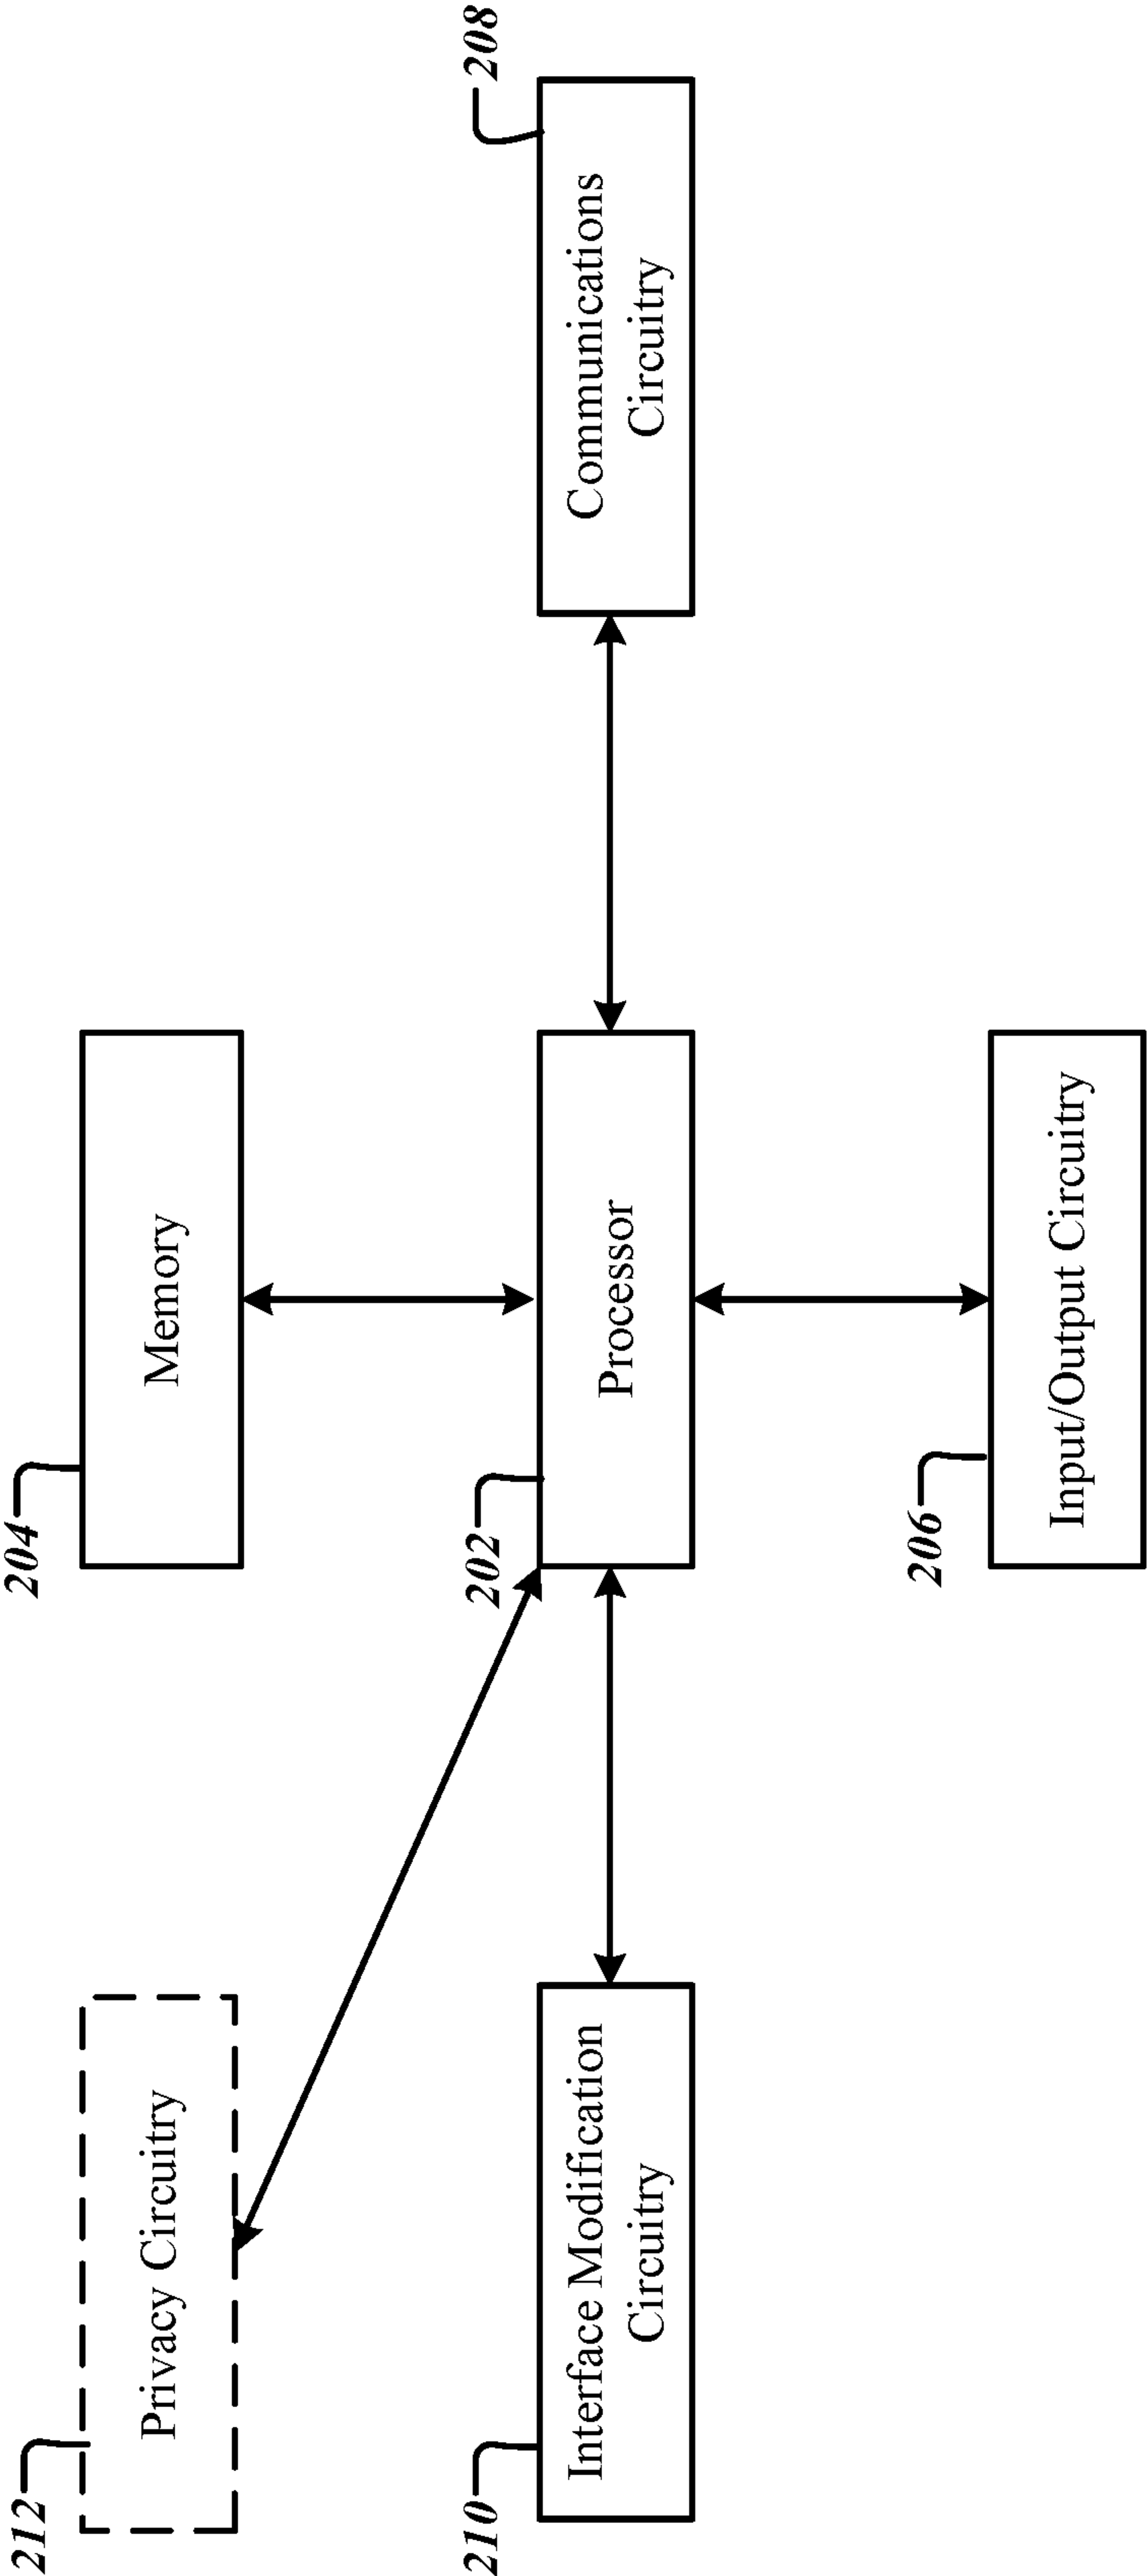 212
Privacy Circuitry
204
Memory
210
Interface Modification
Circuitry
202
Processor
208
Communications
Circuitry
206
Input/Output Circuitry